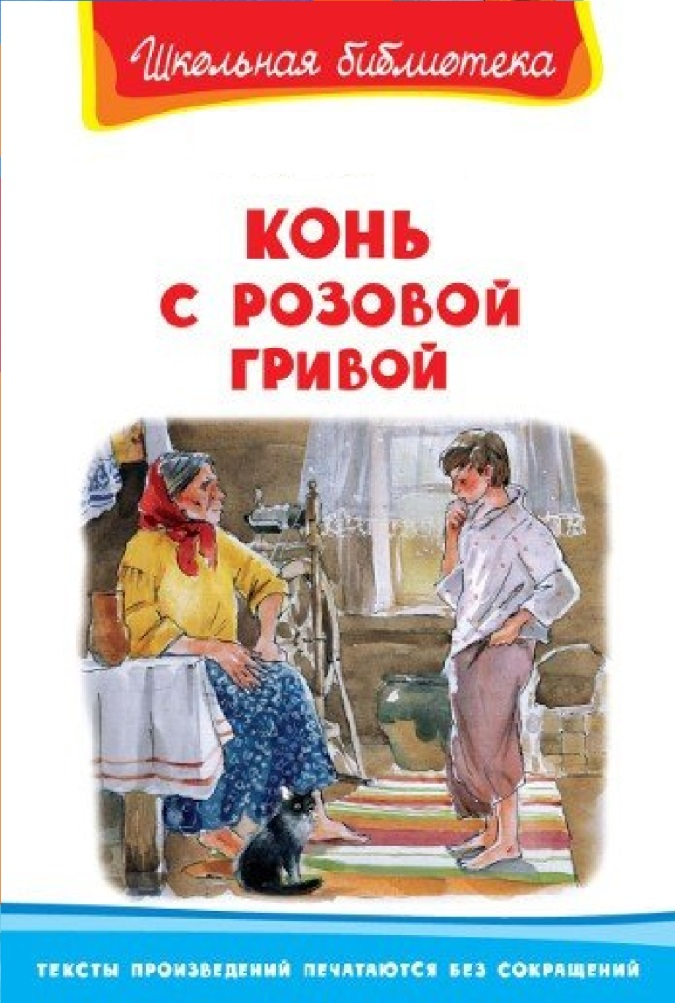 Школьная библиотека
КОНЬ
С РОЗОВОЙ
ГРИВОЙ
ТЕКСТЫ ПРОИЗВЕДЕНИЙ ПЕЧАТАЮТСЯ БЕЗ СОКРАЩЕНИЙ